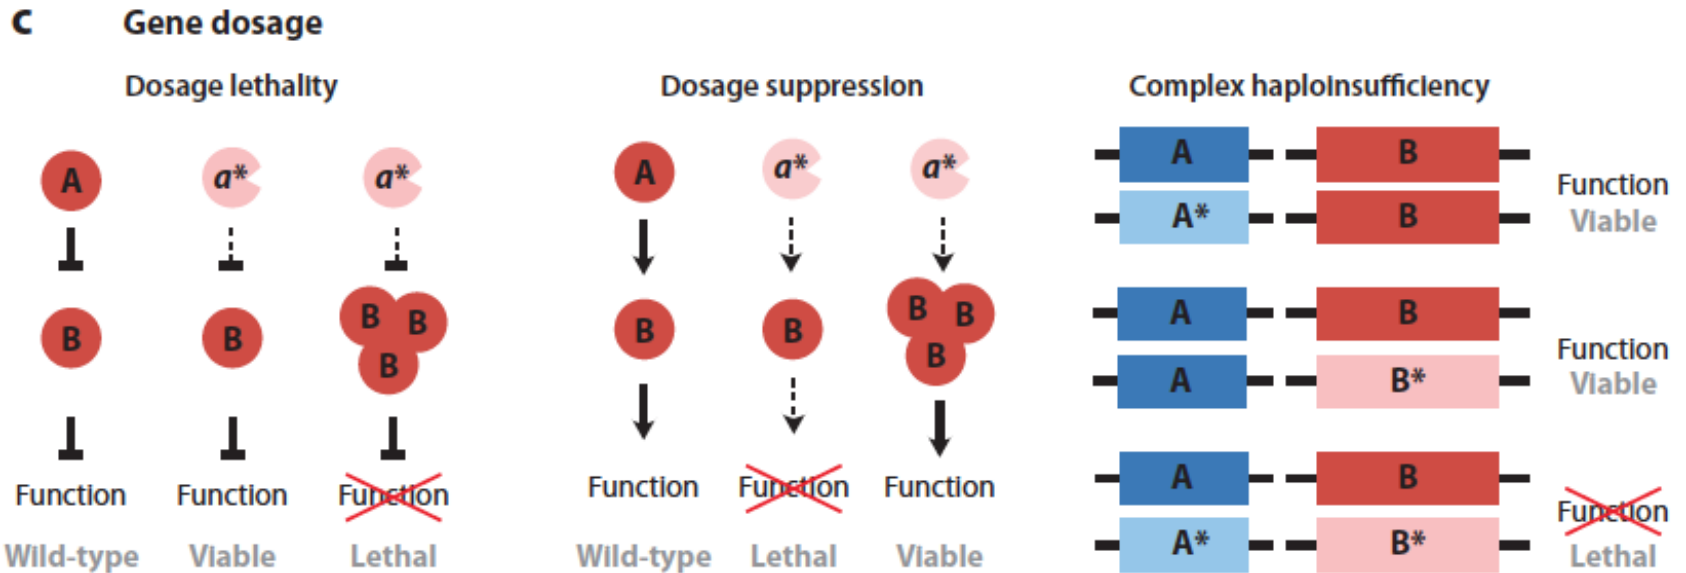 C Gene dosage
Dosage lethality
A a* a*
B B B B
B
Function Function Function
Wild-type Viable Lethal
Dosage suppression
A a* a*
B B B B
B
Function Function Function
Wild-type Lethal Viable
Complex haploinsufficiency
A B
A* B
Function
Viable
A B
A B*
Function
Viable
A B
A* B*
Function
Lethal